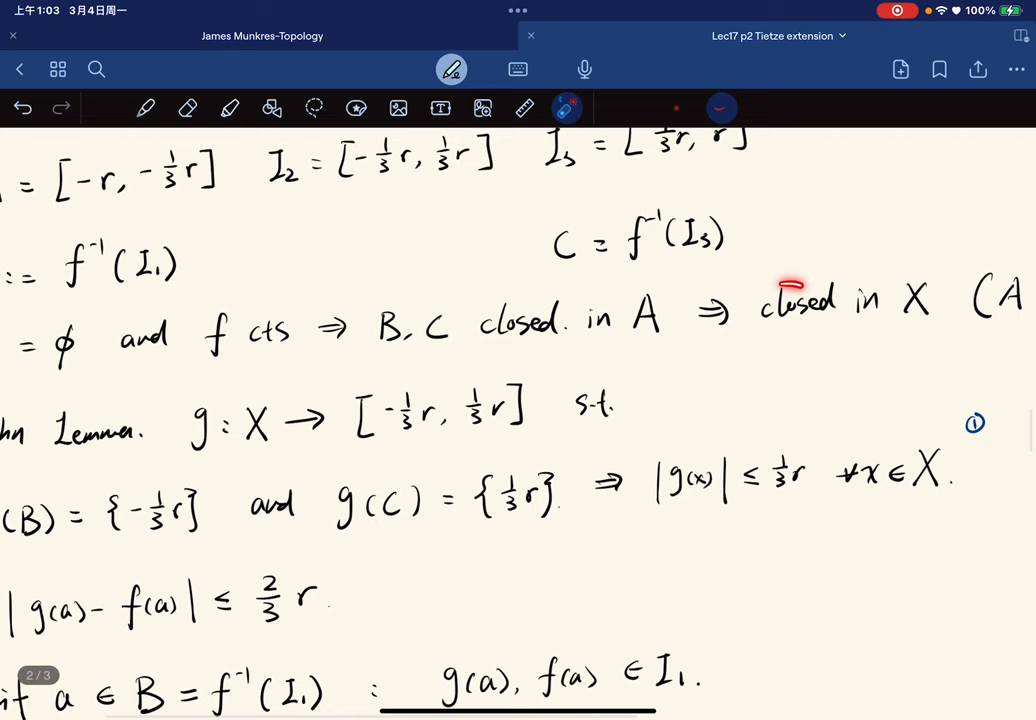 上午1:03 3月4日周一
100%
James Munkres-Topology
Lec17 p2 Tietze extension
= [-r, -1/3 r] I₂ = [-1/3 r, 1/3 r] I₃ = [1/3 r, r]
:= f⁻¹(I₁) C = f⁻¹(I₃)
= ϕ and f cts ⇒ B, C closed. in A ⇒ closed in X (A
hn Lemma. g : X → [-1/3 r, 1/3 r] s.t.
①
(B) = {-1/3 r} and g(C) = {1/3 r}. ⇒ |g(x)| ≤ 1/3 r ∀x ∈ X.
|g(a) - f(a)| ≤ 2/3 r.
2/3
if a ∈ B = f⁻¹(I₁) : g(a), f(a) ∈ I₁.